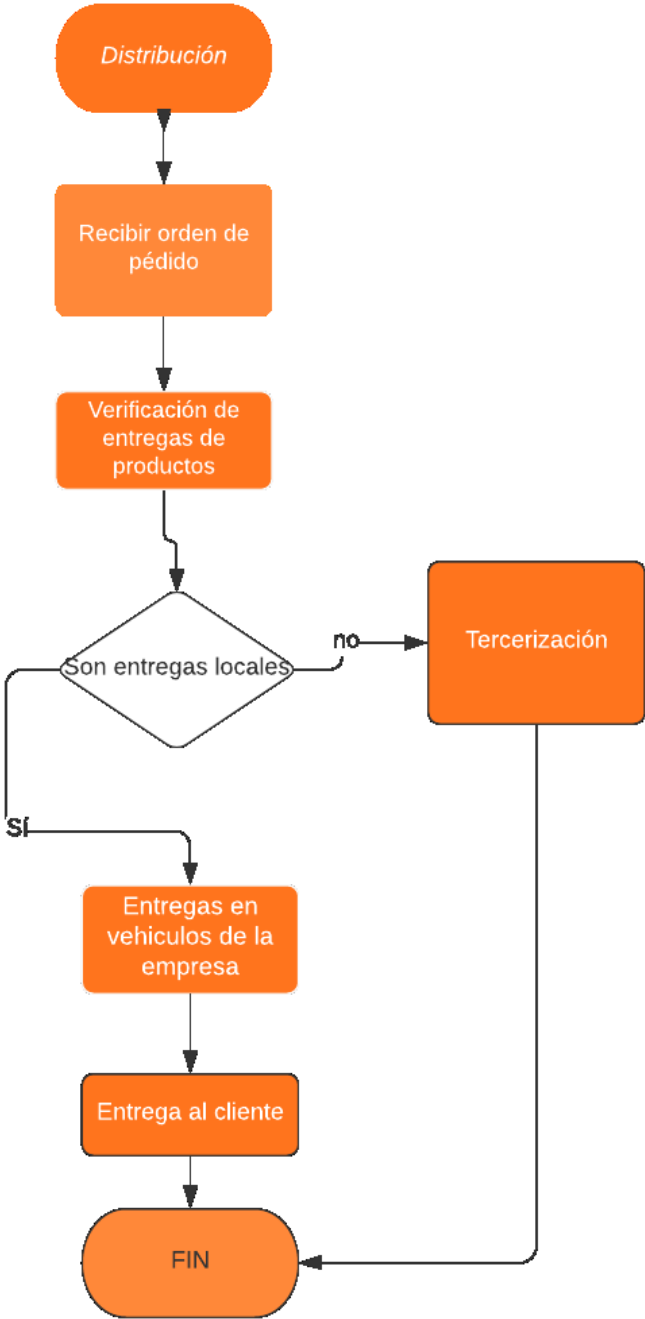 Distribución
Recibir orden de
pédido
Verificación de
entregas de
productos
Son entregas locales
no
Tercerización
Sí
Entregas en
vehiculos de la
empresa
Entrega al cliente
FIN